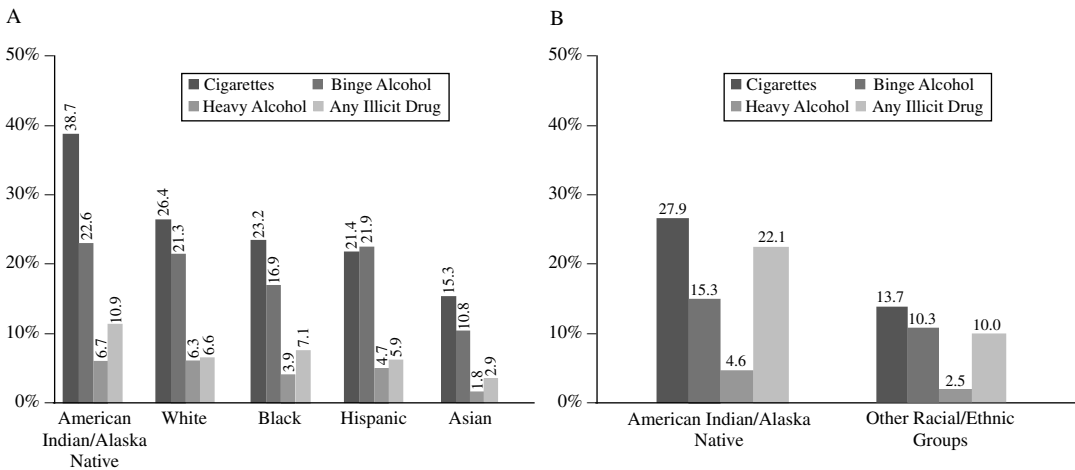 A
50%
40%
30%
20%
10%
0%
Cigarettes Binge Alcohol
Heavy Alcohol Any Illicit Drug
38.7
22.6
6.7
10.9
26.4
21.3
6.3
6.6
23.2
16.9
3.9
7.1
21.4
21.9
4.7
5.9
15.3
10.8
1.8
2.9
American
Indian/Alaska
Native
White
Black
Hispanic
Asian
B
50%
40%
30%
20%
10%
0%
Cigarettes Binge Alcohol
Heavy Alcohol Any Illicit Drug
27.9
15.3
4.6
22.1
13.7
10.3
2.5
10.0
American Indian/Alaska
Native
Other Racial/Ethnic
Groups